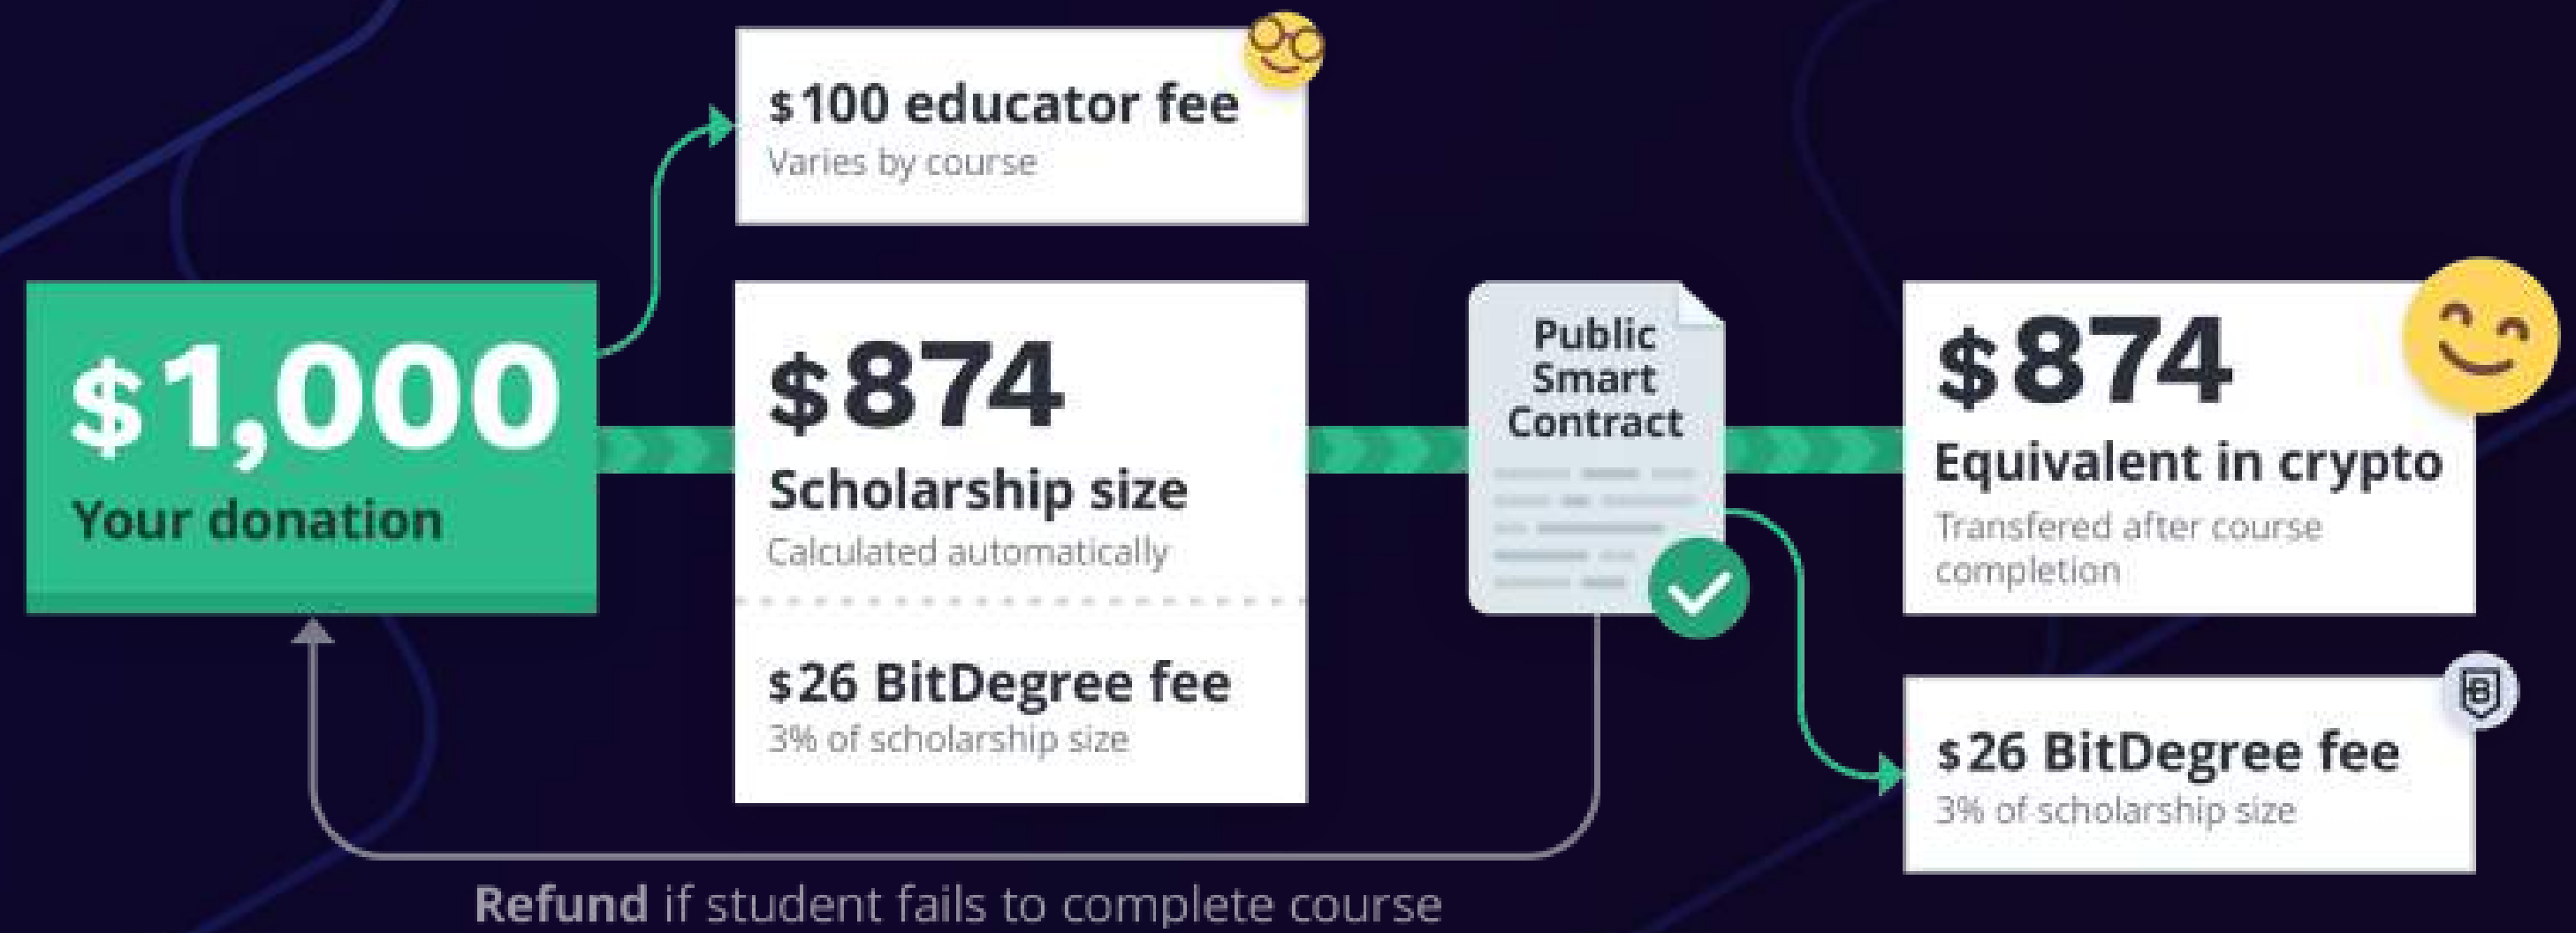 $100 educator fee
Varies by course
$1,000
Your donation
$874
Scholarship size
Calculated automatically
$26 BitDegree fee
3% of scholarship size
Public
Smart
Contract
$874
Equivalent in crypto
Transfered after course
completion
B
$26 BitDegree fee
3% of scholarship size
Refund if student fails to complete course